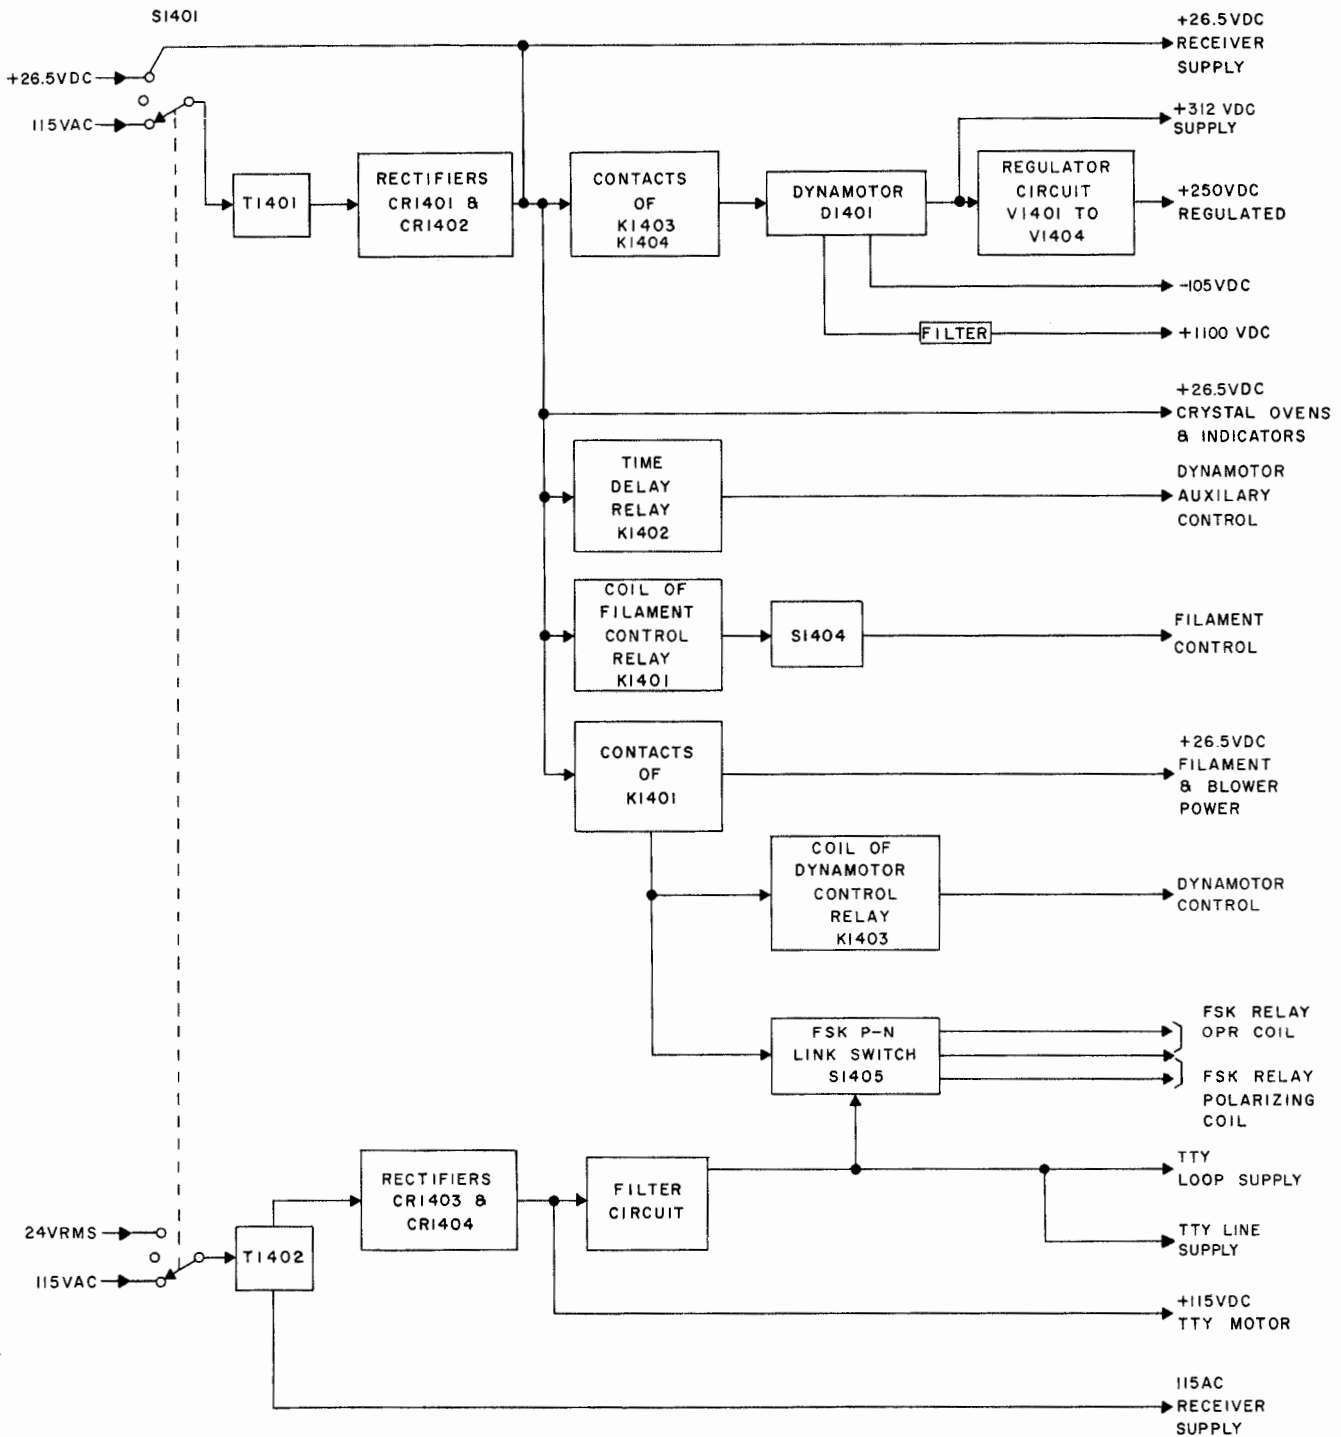 S1401
+26.5VDC
115VAC
T1401
RECTIFIERS
CR1401 &
CR1402
CONTACTS
OF
K1403
K1404
DYNAMOTOR
D1401
REGULATOR
CIRCUIT
V1401 TO
V1404
FILTER
+26.5VDC
RECEIVER
SUPPLY
+312 VDC
SUPPLY
+250VDC
REGULATED
-105VDC
+1100 VDC
+26.5VDC
CRYSTAL OVENS
& INDICATORS
TIME
DELAY
RELAY
K1402
DYNAMOTOR
AUXILARY
CONTROL
COIL OF
FILAMENT
CONTROL
RELAY
K1401
S1404
FILAMENT
CONTROL
CONTACTS
OF
K1401
+26.5VDC
FILAMENT
& BLOWER
POWER
COIL OF
DYNAMOTOR
CONTROL
RELAY
K1403
DYNAMOTOR
CONTROL
FSK P-N
LINK SWITCH
S1405
FSK RELAY
OPR COIL
FSK RELAY
POLARIZING
COIL
24VRMS
115VAC
T1402
RECTIFIERS
CR1403 &
CR1404
FILTER
CIRCUIT
TTY
LOOP SUPPLY
TTY LINE
SUPPLY
+115VDC
TTY MOTOR
115AC
RECEIVER
SUPPLY